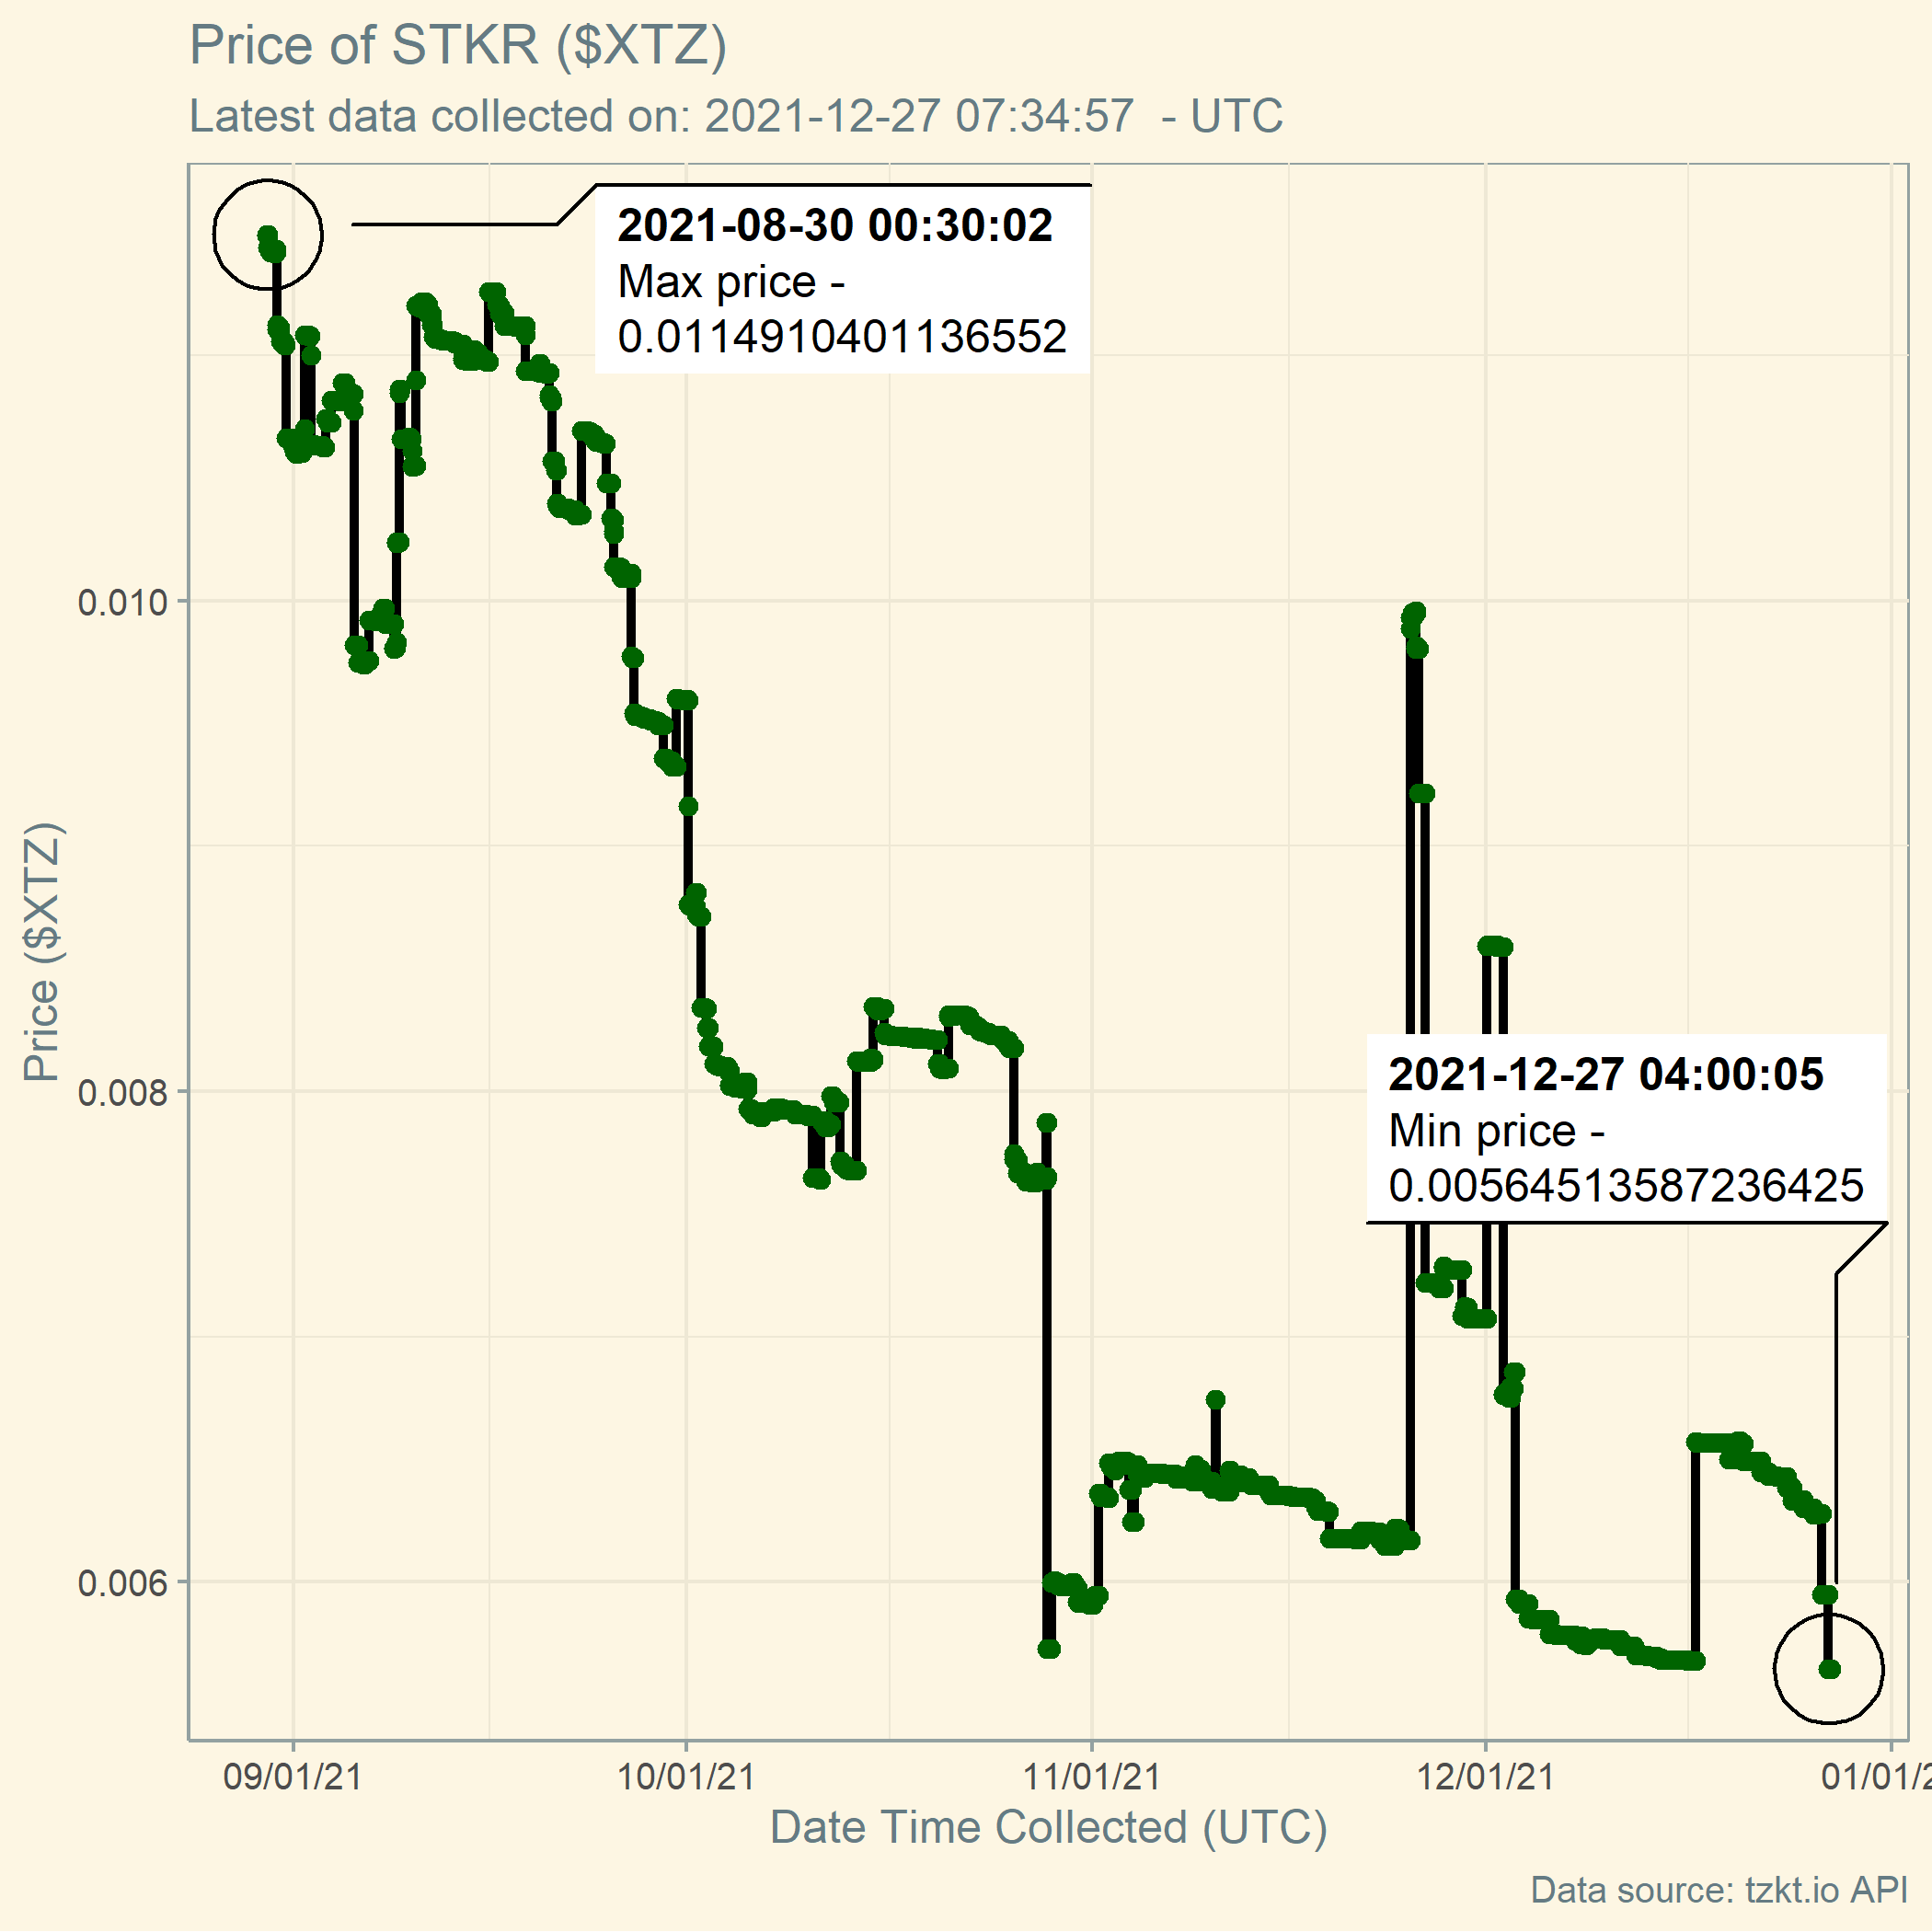 Price of STKR ($XTZ)
Latest data collected on: 2021-12-27 07:34:57 - UTC
2021-08-30 00:30:02
Max price -
0.0114910401136552
0.010
Price ($XTZ)
0.008
2021-12-27 04:00:05
Min price -
0.00564513587236425
0.006
09/01/21
10/01/21
11/01/21
12/01/21
01/01/2
Date Time Collected (UTC)
Data source: tzkt.io API